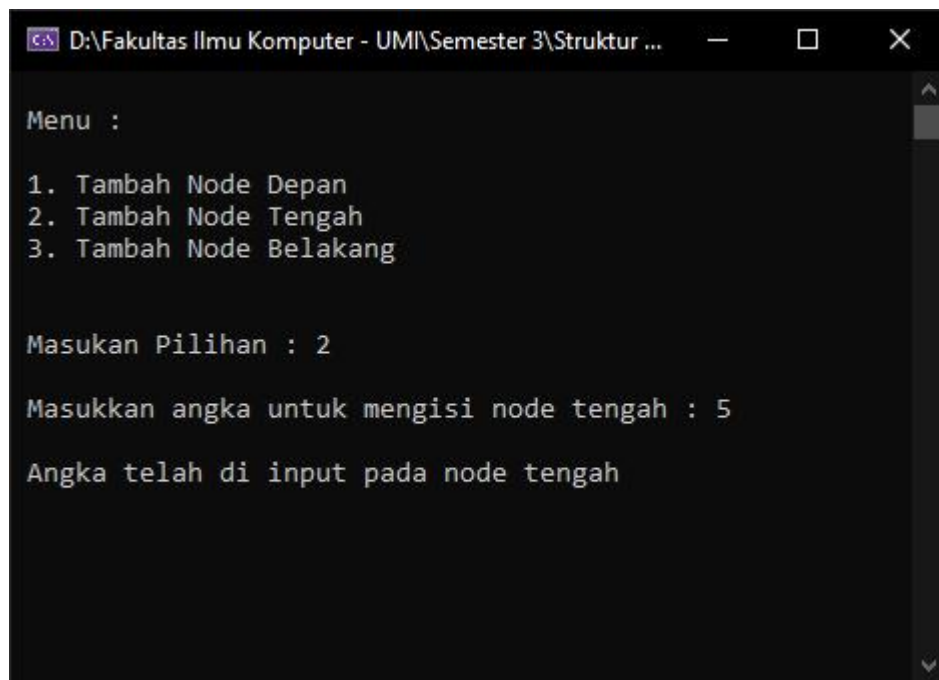 D:\Fakultas Ilmu Komputer - UMI\Semester 3\Struktur ...
Menu :
1. Tambah Node Depan
2. Tambah Node Tengah
3. Tambah Node Belakang
Masukan Pilihan : 2
Masukkan angka untuk mengisi node tengah : 5
Angka telah di input pada node tengah